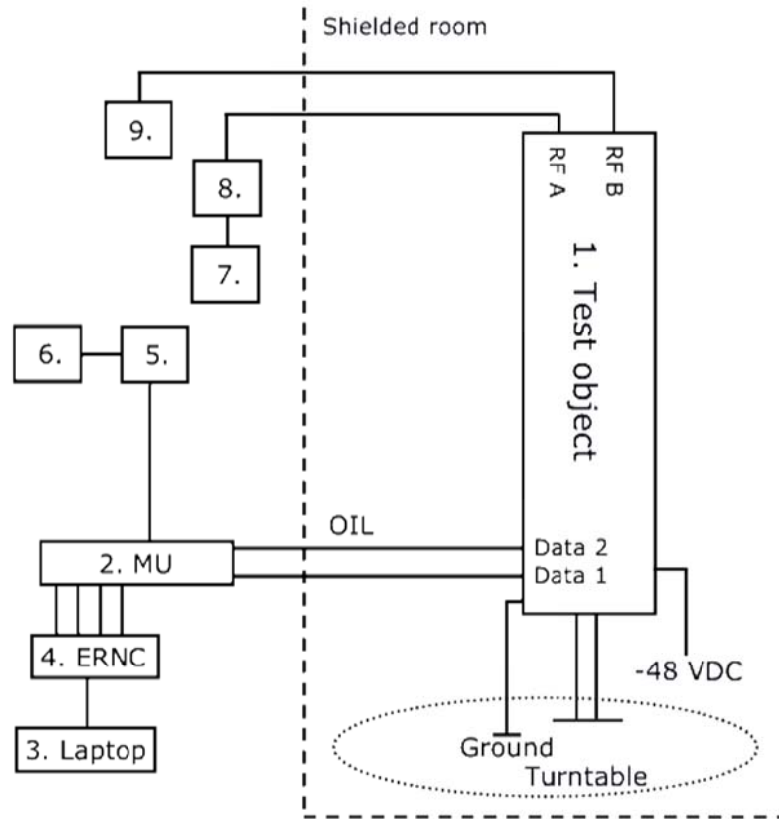 Shielded room
9.
RF A
RF B
8.
7.
1. Test object
6.
5.
OIL
2. MU
Data 2
Data 1
4. ERNC
-48 VDC
3. Laptop
Ground
Turntable